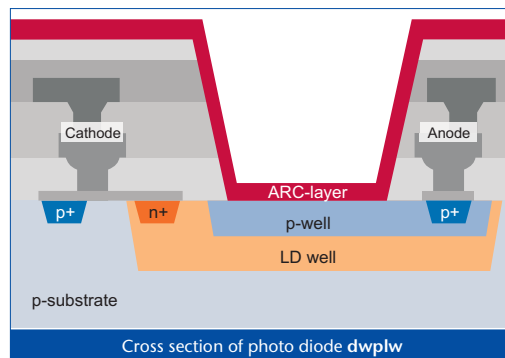 Cathode
Anode
ARC-layer
p+
n+
p-well
p+
LD well
p-substrate
Cross section of photo diode dwplw